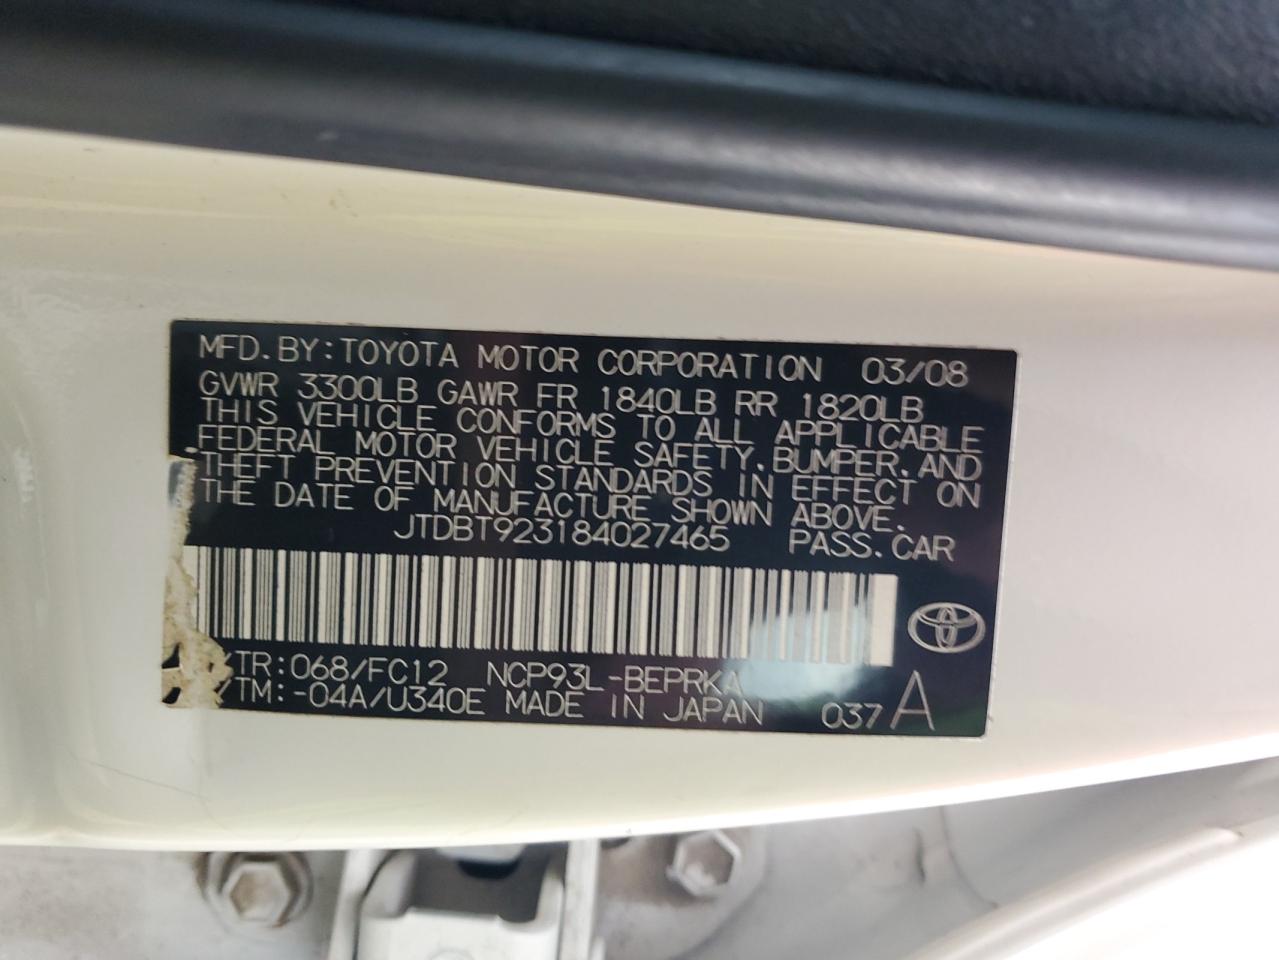 MFD.BY:TOYOTA MOTOR CORPORATION 03/08
GVWR 3300LB GAWR FR 1840LB RR 1820LB
THIS VEHICLE CONFORMS TO ALL APPLICABLE
FEDERAL MOTOR VEHICLE SAFETY,BUMPER,AND
THEFT PREVENTION STANDARDS IN EFFECT ON
THE DATE OF MANUFACTURE SHOWN ABOVE.
JTDBT923184027465 PASS.CAR
/TR:068/FC12 NCP93L-BEPRKA
/TM:-04A/U340E MADE IN JAPAN 037A